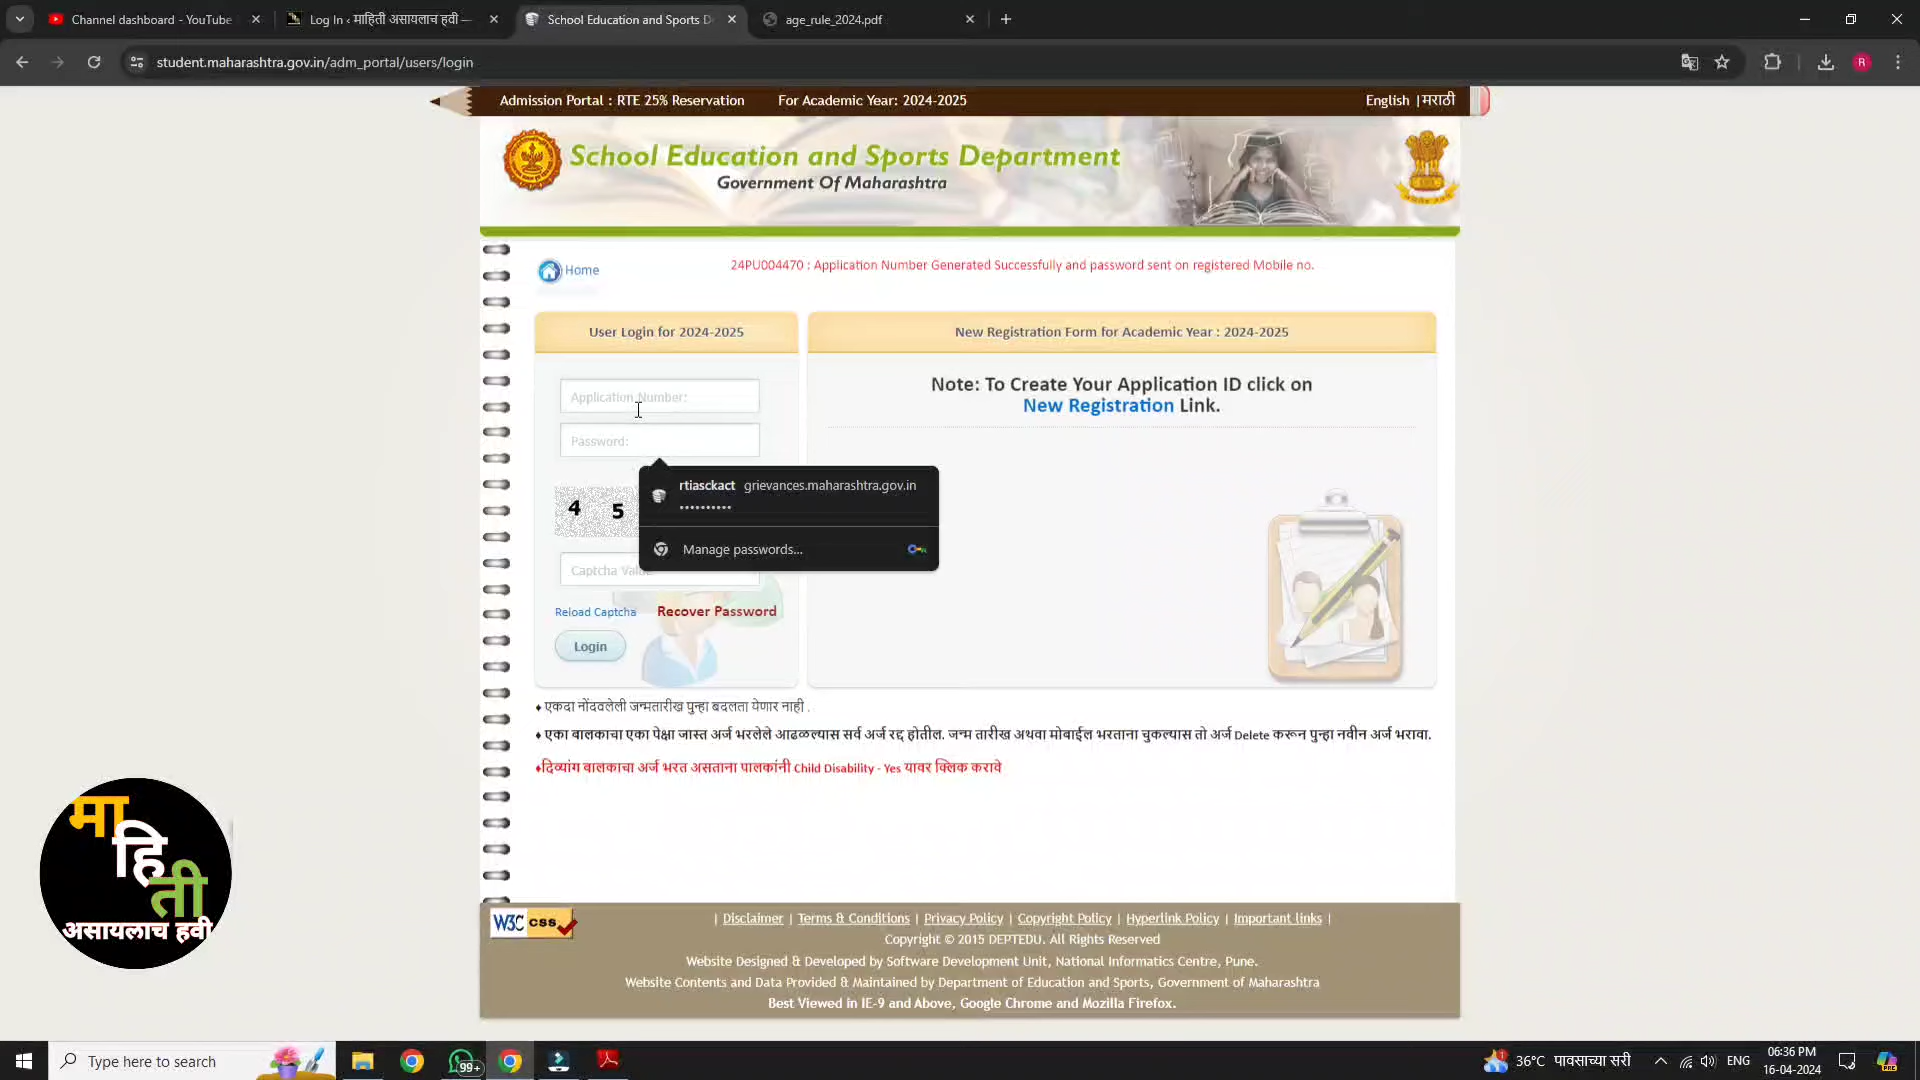 Channel dashboard - YouTube
Log In ‹ माहिती असायलाच हवी —
School Education and Sports D
age_rule_2024.pdf
student.maharashtra.gov.in/adm_portal/users/login
R
Admission Portal : RTE 25% Reservation
For Academic Year: 2024-2025
English |मराठी
School Education and Sports Department
Government Of Maharashtra
Home
24PU004470 : Application Number Generated Successfully and password sent on registered Mobile no.
User Login for 2024-2025
New Registration Form for Academic Year : 2024-2025
Application Number:
Note: To Create Your Application ID click on
New Registration Link.
Password:
rtiasckact grievances.maharashtra.gov.in
••••••••••
4 5
Manage passwords...
Captcha Value
Reload Captcha
Recover Password
Login
♦ एकदा नोंदवलेली जन्मतारीख पुन्हा बदलता येणार नाही .
♦ एका बालकाचा एका पेक्षा जास्त अर्ज भरलेले आढळल्यास सर्व अर्ज रद्द होतील. जन्म तारीख अथवा मोबाईल भरताना चुकल्यास तो अर्ज Delete करून पुन्हा नवीन अर्ज भरावा.
♦दिव्यांग बालकाचा अर्ज भरत असताना पालकांनी Child Disability - Yes यावर क्लिक करावे
मा
हि
ती
असायलाच हवी
W3C css
| Disclaimer | Terms & Conditions | Privacy Policy | Copyright Policy | Hyperlink Policy | Important links |
Copyright © 2015 DEPTEDU. All Rights Reserved
Website Designed & Developed by Software Development Unit, National Informatics Centre, Pune.
Website Contents and Data Provided & Maintained by Department of Education and Sports, Government of Maharashtra
Best Viewed in IE-9 and Above, Google Chrome and Mozilla Firefox.
Type here to search
99+
1
36°C पावसाच्या सरी
ENG
06:36 PM
16-04-2024
PRE